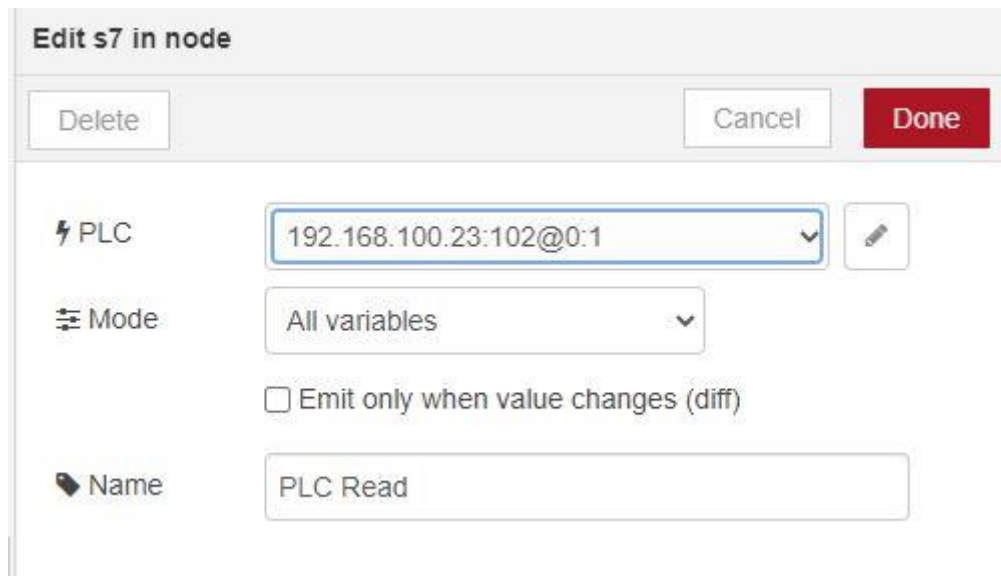 Edit s7 in node
Delete Cancel Done
PLC 192.168.100.23:102@0:1
Mode All variables
Emit only when value changes (diff)
Name PLC Read